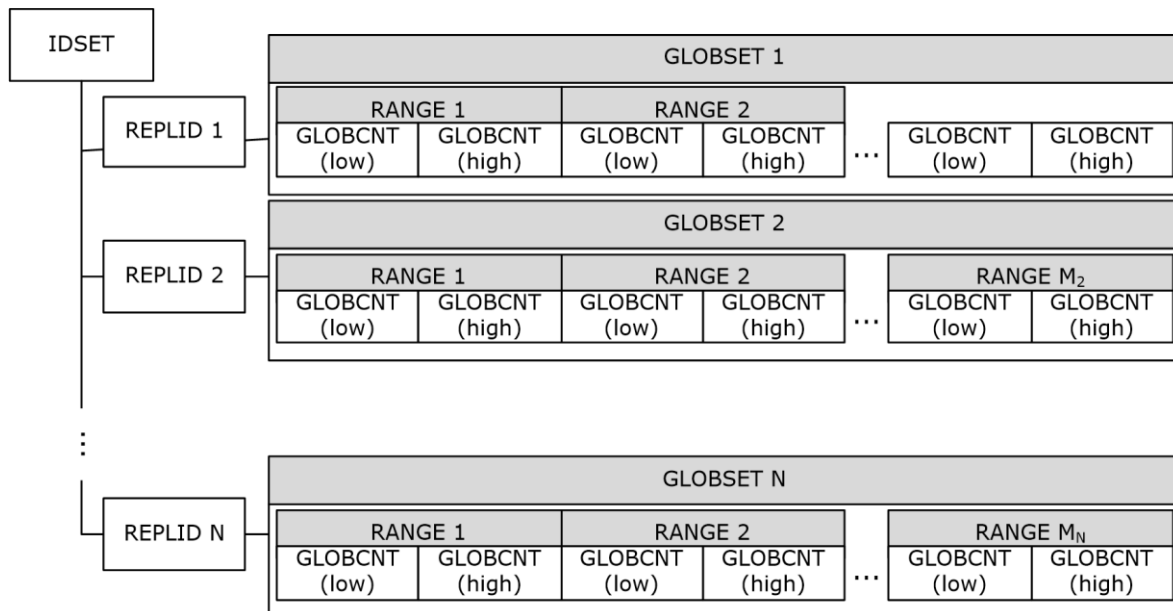 IDSET
GLOBSET 1
REPLID 1
RANGE 1 RANGE 2
GLOBCNT GLOBCNT GLOBCNT GLOBCNT GLOBCNT GLOBCNT
(low) (high) (low) (high) ... (low) (high)
GLOBSET 2
REPLID 2
RANGE 1 RANGE 2 RANGE M₂
GLOBCNT GLOBCNT GLOBCNT GLOBCNT GLOBCNT GLOBCNT
(low) (high) (low) (high) ... (low) (high)
⋮
GLOBSET N
REPLID N
RANGE 1 RANGE 2 RANGE Mₙ
GLOBCNT GLOBCNT GLOBCNT GLOBCNT GLOBCNT GLOBCNT
(low) (high) (low) (high) ... (low) (high)